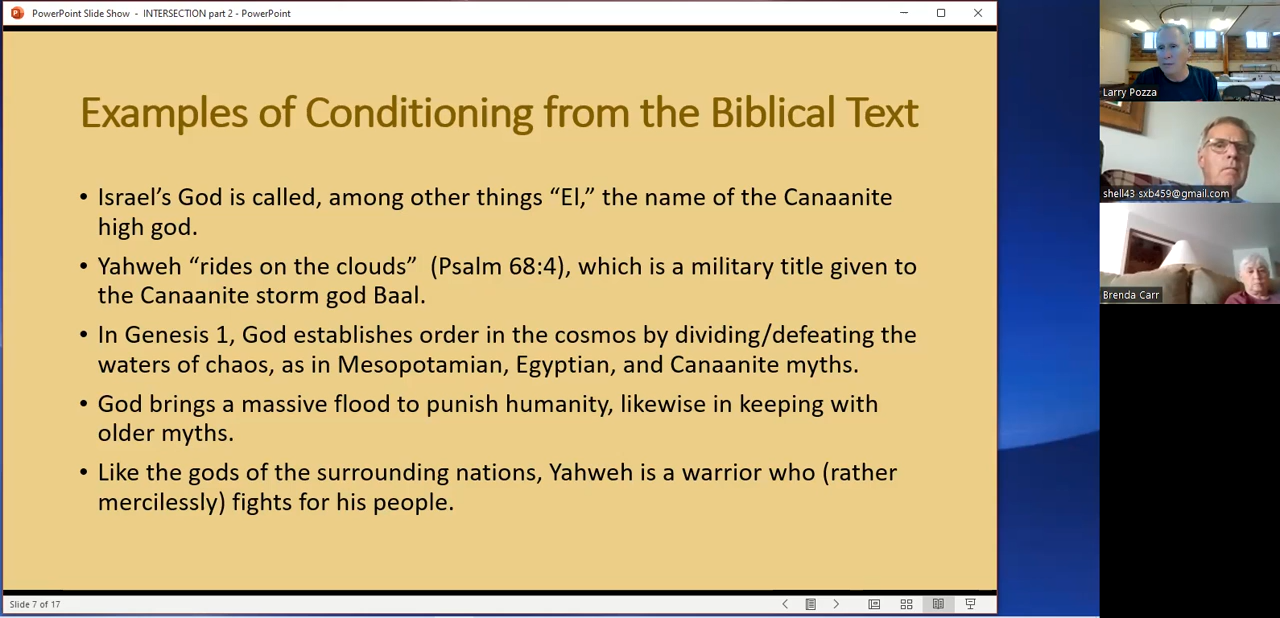 PowerPoint Slide Show - INTERSECTION part 2 - PowerPoint
Examples of Conditioning from the Biblical Text
• Israel’s God is called, among other things “El,” the name of the Canaanite
high god.
• Yahweh “rides on the clouds” (Psalm 68:4), which is a military title given to
the Canaanite storm god Baal.
• In Genesis 1, God establishes order in the cosmos by dividing/defeating the
waters of chaos, as in Mesopotamian, Egyptian, and Canaanite myths.
• God brings a massive flood to punish humanity, likewise in keeping with
older myths.
• Like the gods of the surrounding nations, Yahweh is a warrior who (rather
mercilessly) fights for his people.
Slide 7 of 17
Larry Pozza
shell43 sxb459@gmail.com
Brenda Carr